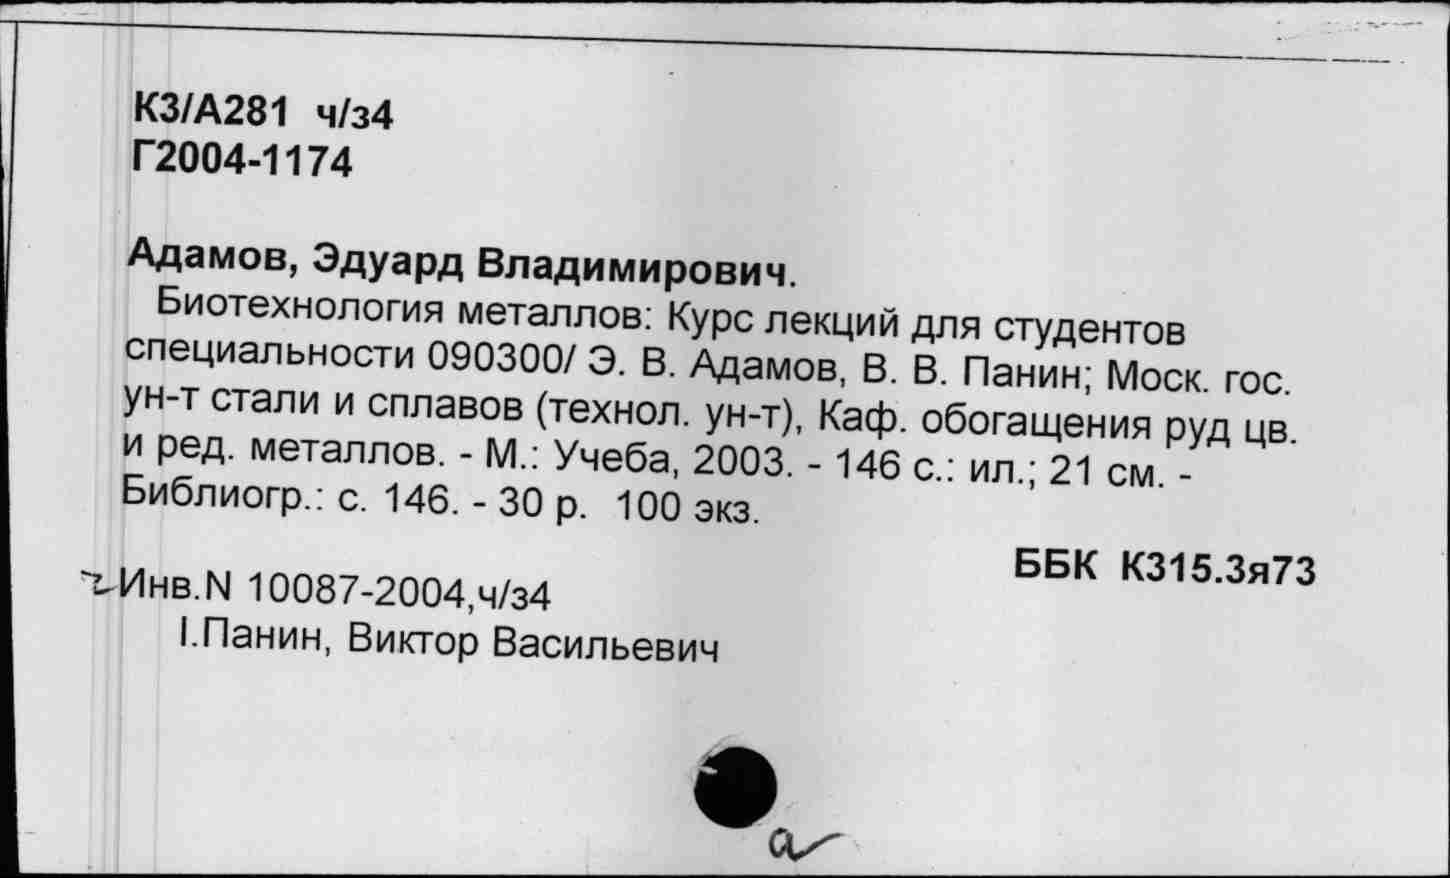 К3/А281 ч/з4
Г2004-1174
Адамов, Эдуард Владимирович.
Биотехнология металлов: Курс лекций для студентов
специальности 090300/ Э. В. Адамов, В. В. Панин; Моск. гос.
ун-т стали и сплавов (технол. ун-т), Каф. обогащения руд цв.
и ред. металлов. - М.: Учеба, 2003. - 146 с.: ил.; 21 см. -
Библиогр.: с. 146. - 30 р. 100 экз.
ББК К315.3я73
Инв.N 10087-2004,ч/з4
I.Панин, Виктор Васильевич
а